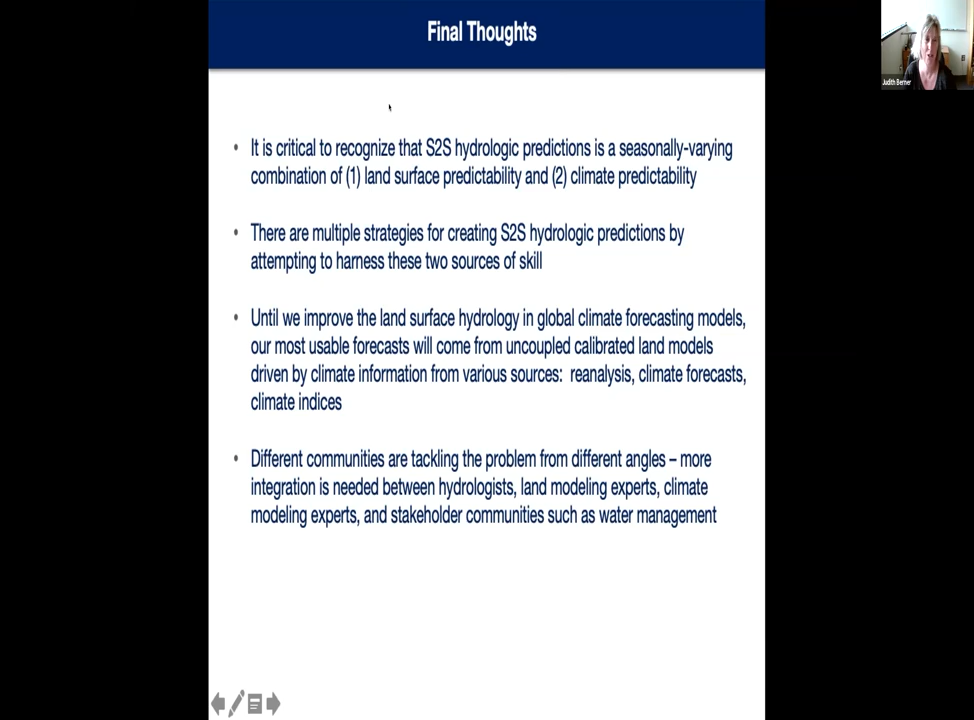 Final Thoughts
Judith Berner
• It is critical to recognize that S2S hydrologic predictions is a seasonally-varying
combination of (1) land surface predictability and (2) climate predictability
• There are multiple strategies for creating S2S hydrologic predictions by
attempting to harness these two sources of skill
• Until we improve the land surface hydrology in global climate forecasting models,
our most usable forecasts will come from uncoupled calibrated land models
driven by climate information from various sources: reanalysis, climate forecasts,
climate indices
• Different communities are tackling the problem from different angles – more
integration is needed between hydrologists, land modeling experts, climate
modeling experts, and stakeholder communities such as water management